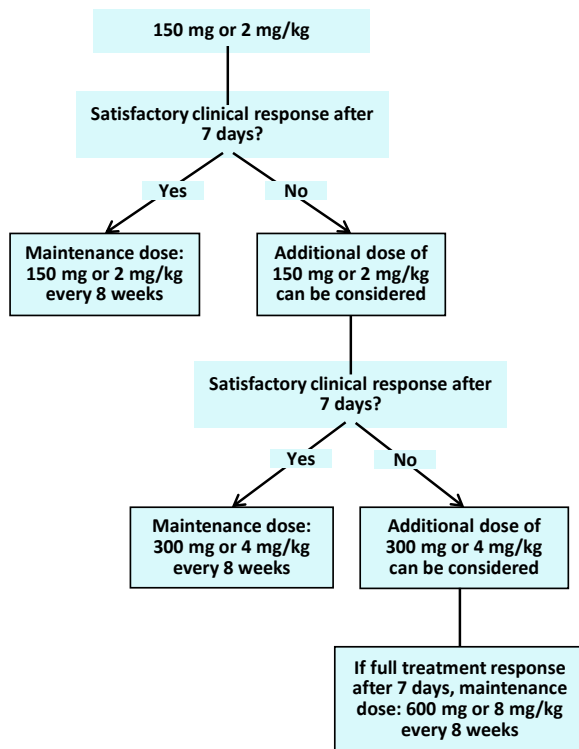 150 mg or 2 mg/kg
Satisfactory clinical response after
7 days?
Yes
No
Maintenance dose:
150 mg or 2 mg/kg
every 8 weeks
Additional dose of
150 mg or 2 mg/kg
can be considered
Satisfactory clinical response after
7 days?
Yes
No
Maintenance dose:
300 mg or 4 mg/kg
every 8 weeks
Additional dose of
300 mg or 4 mg/kg
can be considered
If full treatment response
after 7 days, maintenance
dose: 600 mg or 8 mg/kg
every 8 weeks